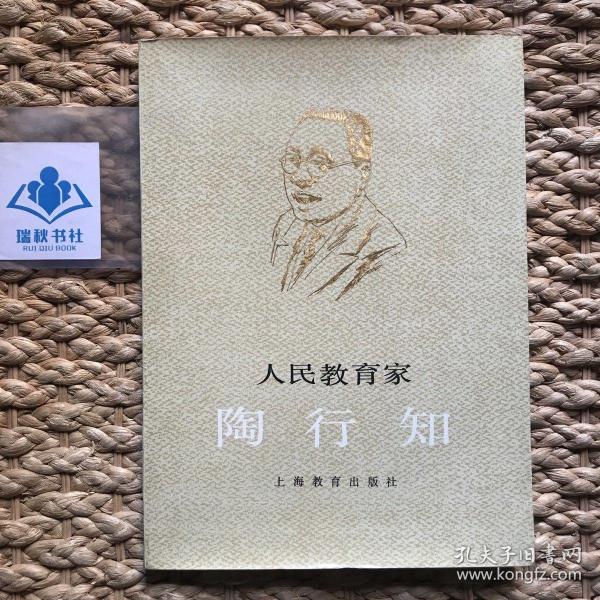 瑞秋书社
RUI QIU BOOK
人民教育家
陶行知
上海教育出版社
孔夫子旧書网
www.kongfz.com